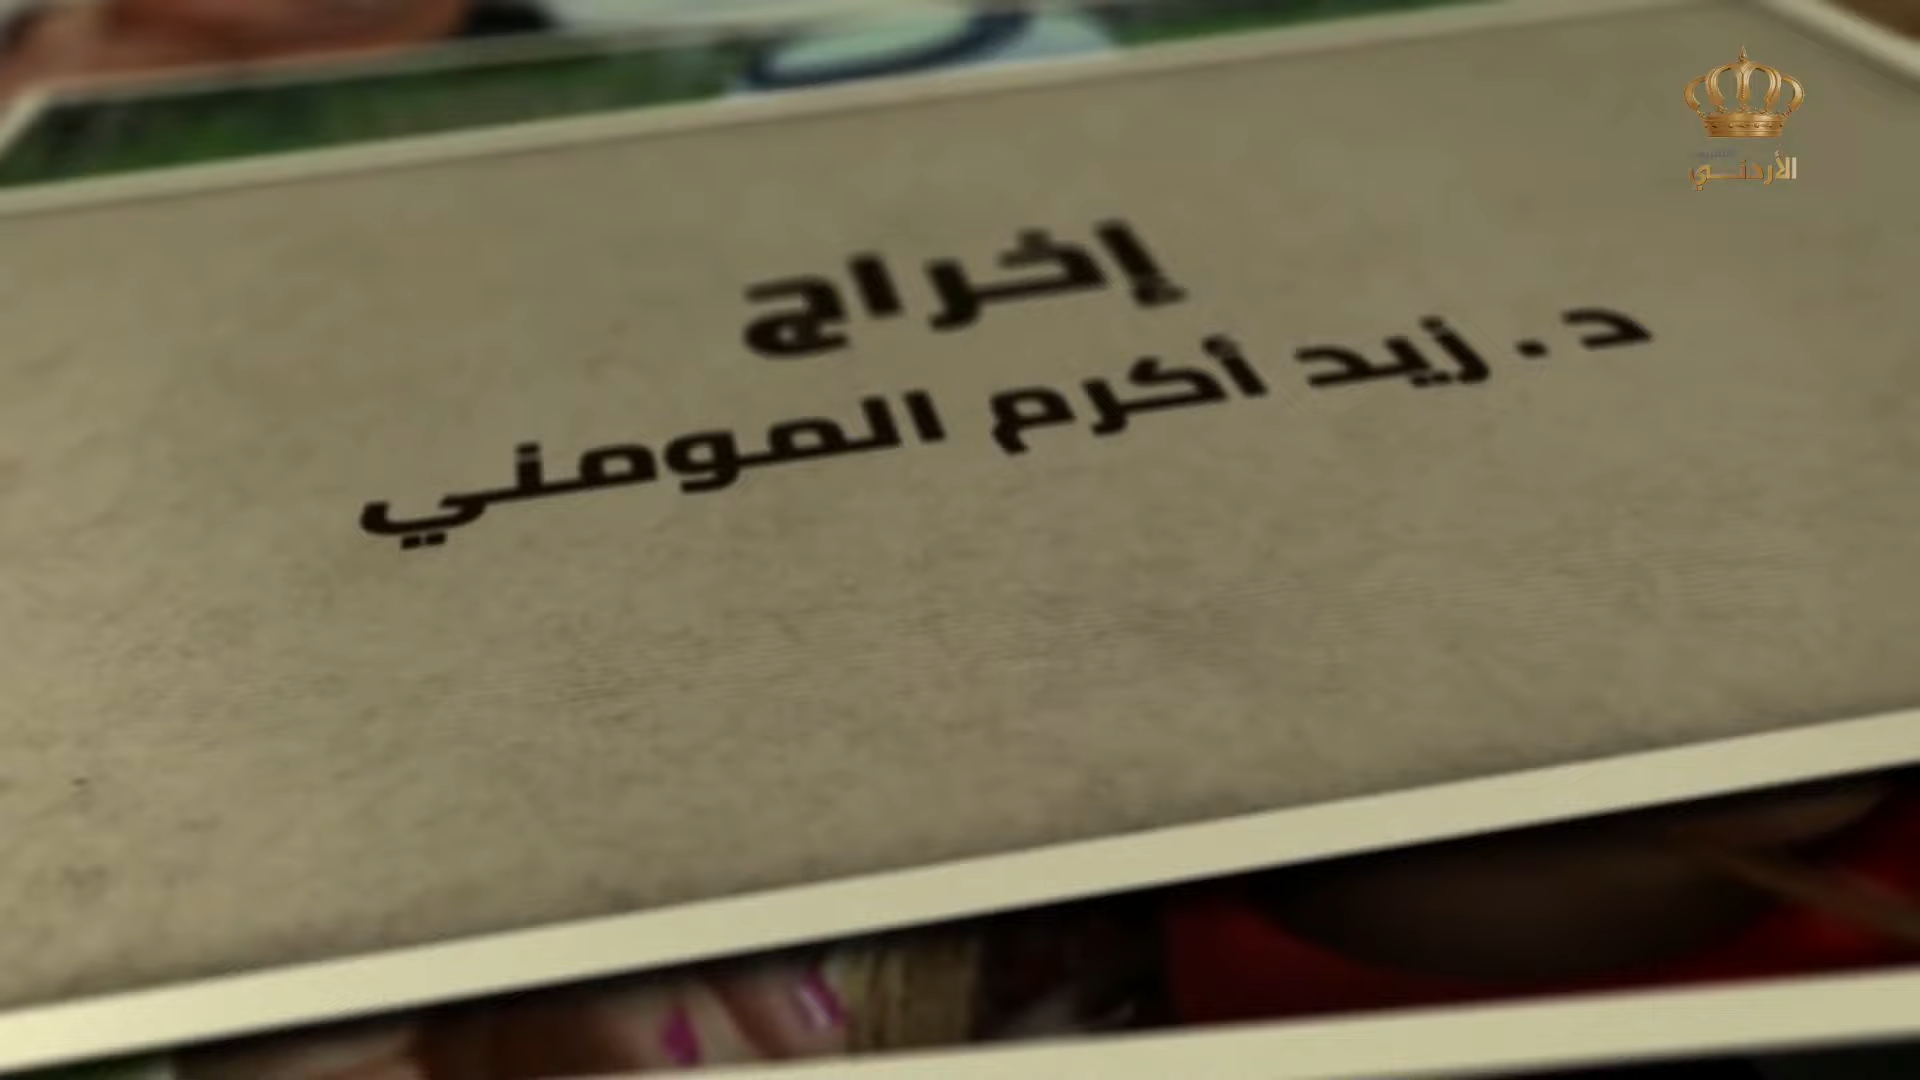 إخراج
د. زيد أكرم المومني
الأردني